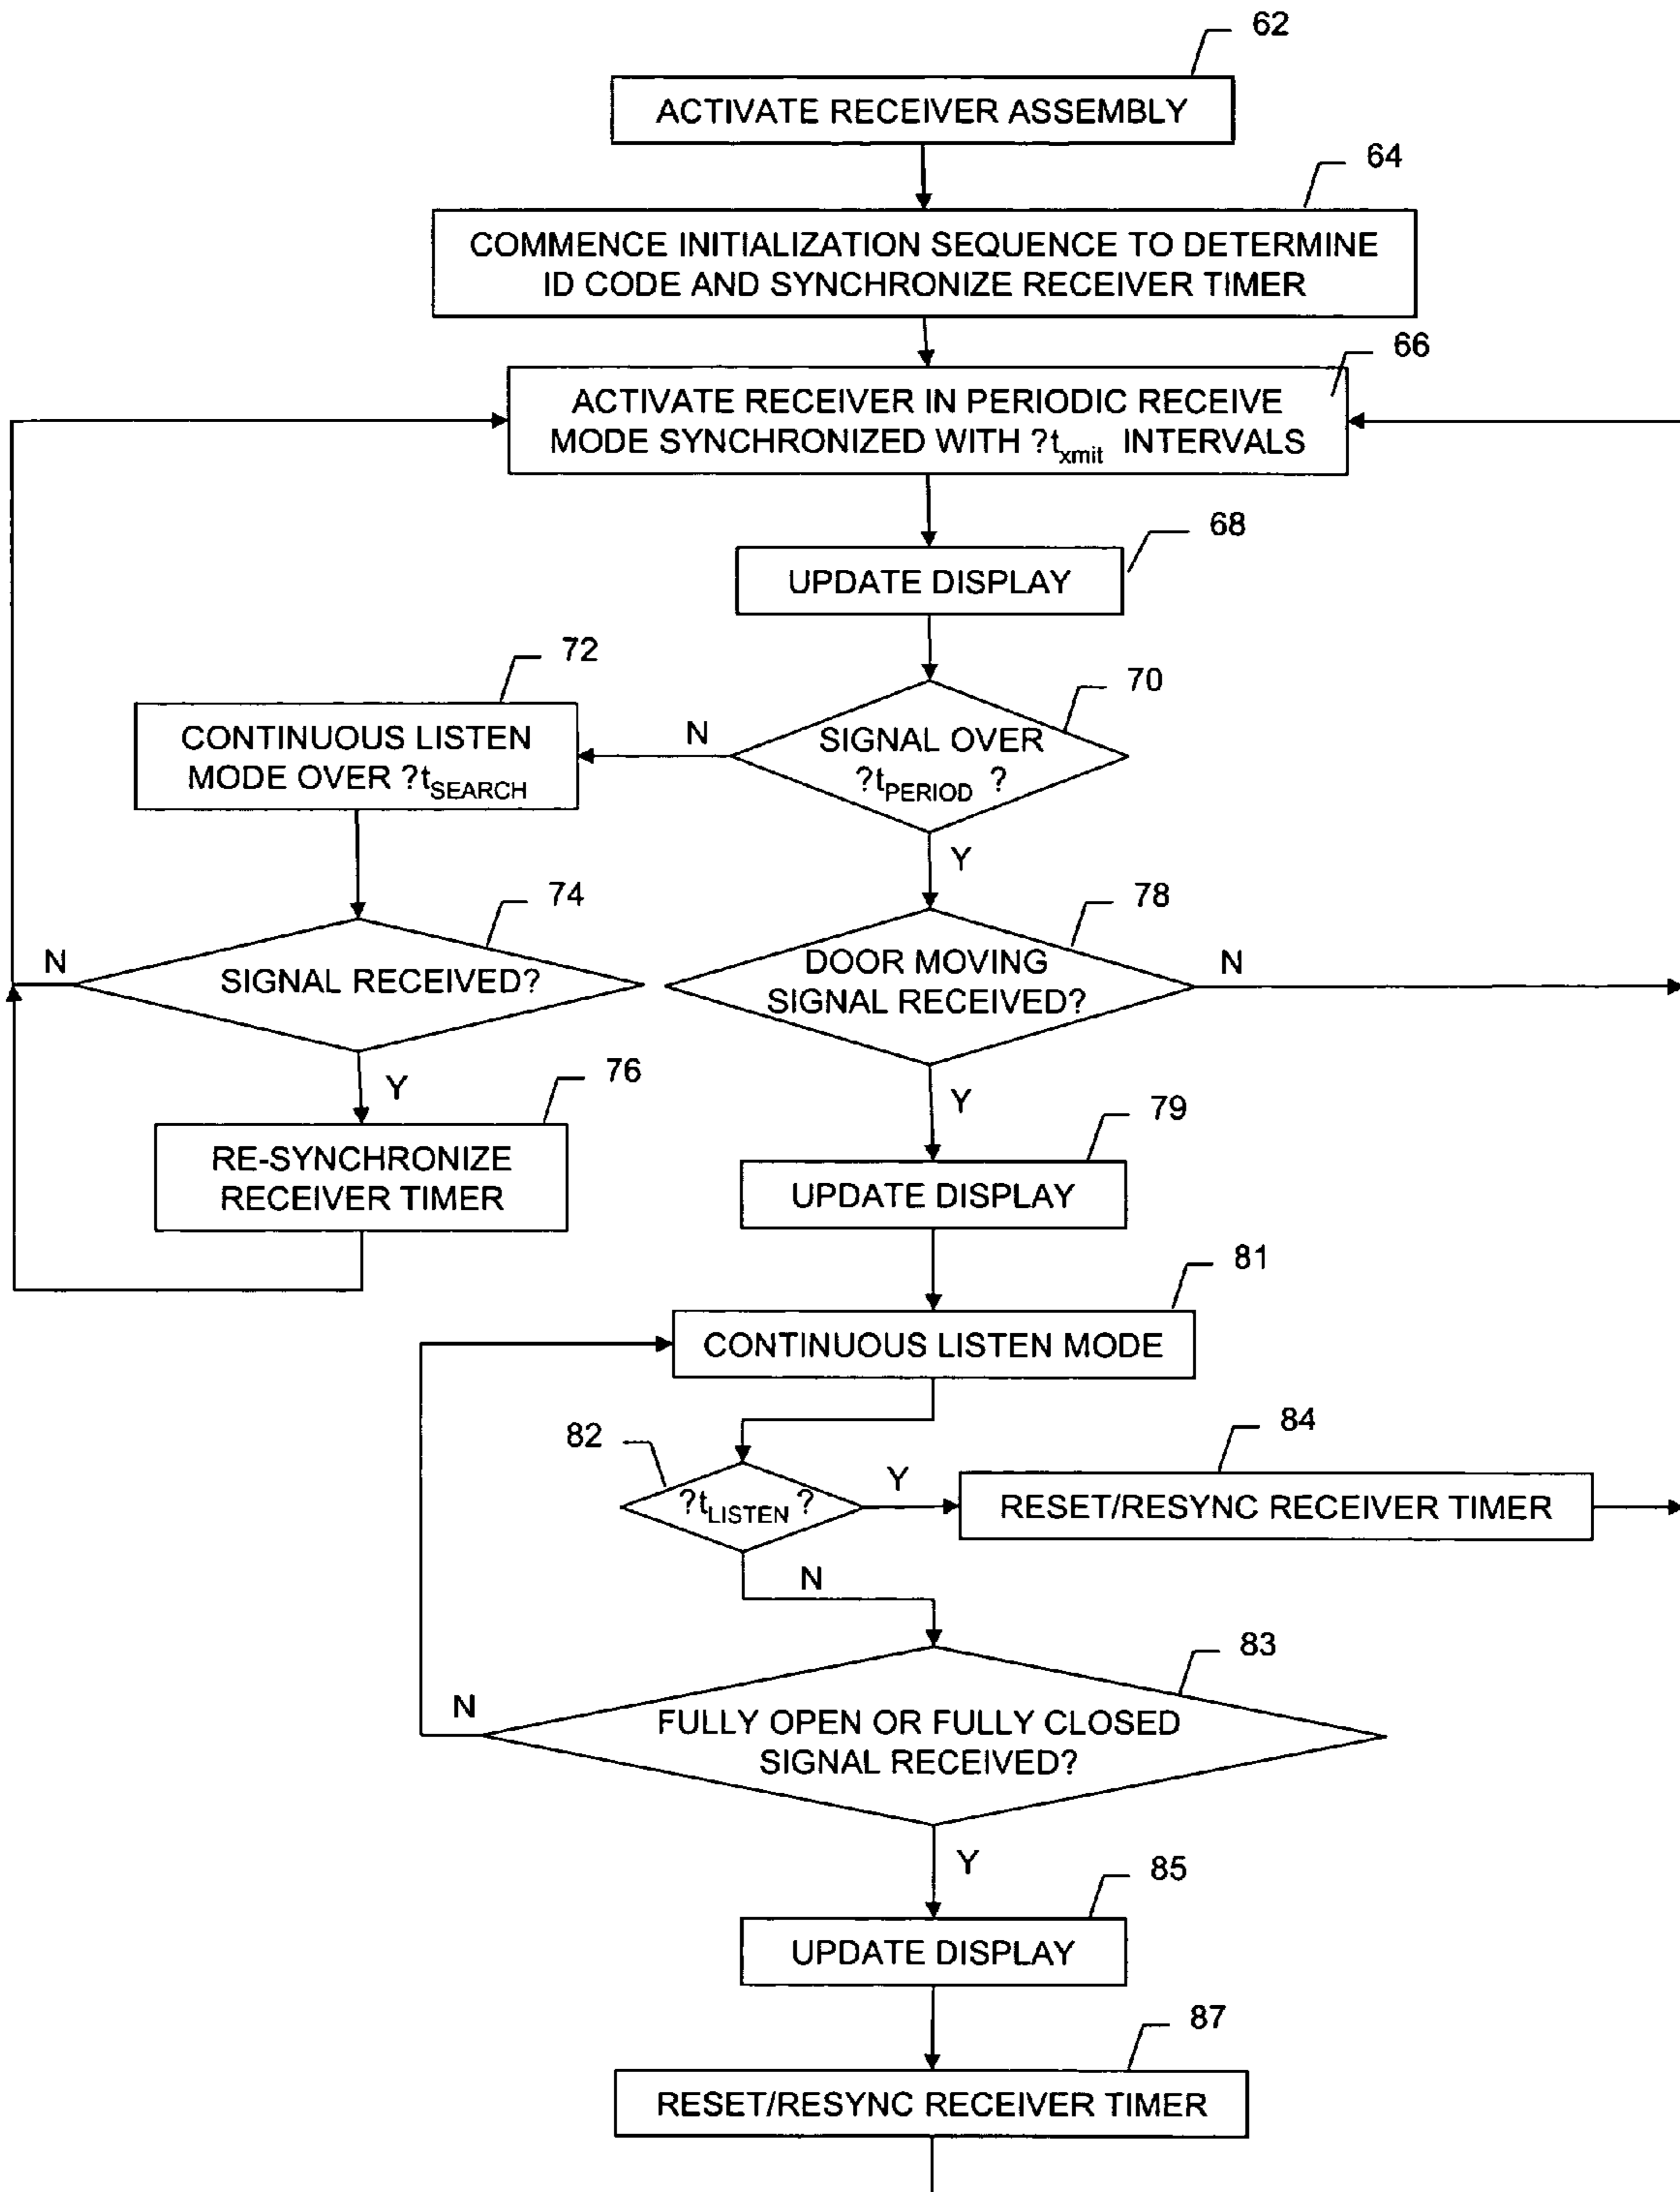 62
ACTIVATE RECEIVER ASSEMBLY
64
COMMENCE INITIALIZATION SEQUENCE TO DETERMINE
ID CODE AND SYNCHRONIZE RECEIVER TIMER
66
ACTIVATE RECEIVER IN PERIODIC RECEIVE
MODE SYNCHRONIZED WITH ?txmit INTERVALS
68
UPDATE DISPLAY
72
70
CONTINUOUS LISTEN
MODE OVER ?tSEARCH
N
SIGNAL OVER
?tPERIOD ?
Y
74
78
N
SIGNAL RECEIVED?
DOOR MOVING
SIGNAL RECEIVED?
N
Y
76
Y
79
RE-SYNCHRONIZE
RECEIVER TIMER
UPDATE DISPLAY
81
CONTINUOUS LISTEN MODE
82
84
?tLISTEN ?
Y
RESET/RESYNC RECEIVER TIMER
N
83
N
FULLY OPEN OR FULLY CLOSED
SIGNAL RECEIVED?
Y
85
UPDATE DISPLAY
87
RESET/RESYNC RECEIVER TIMER